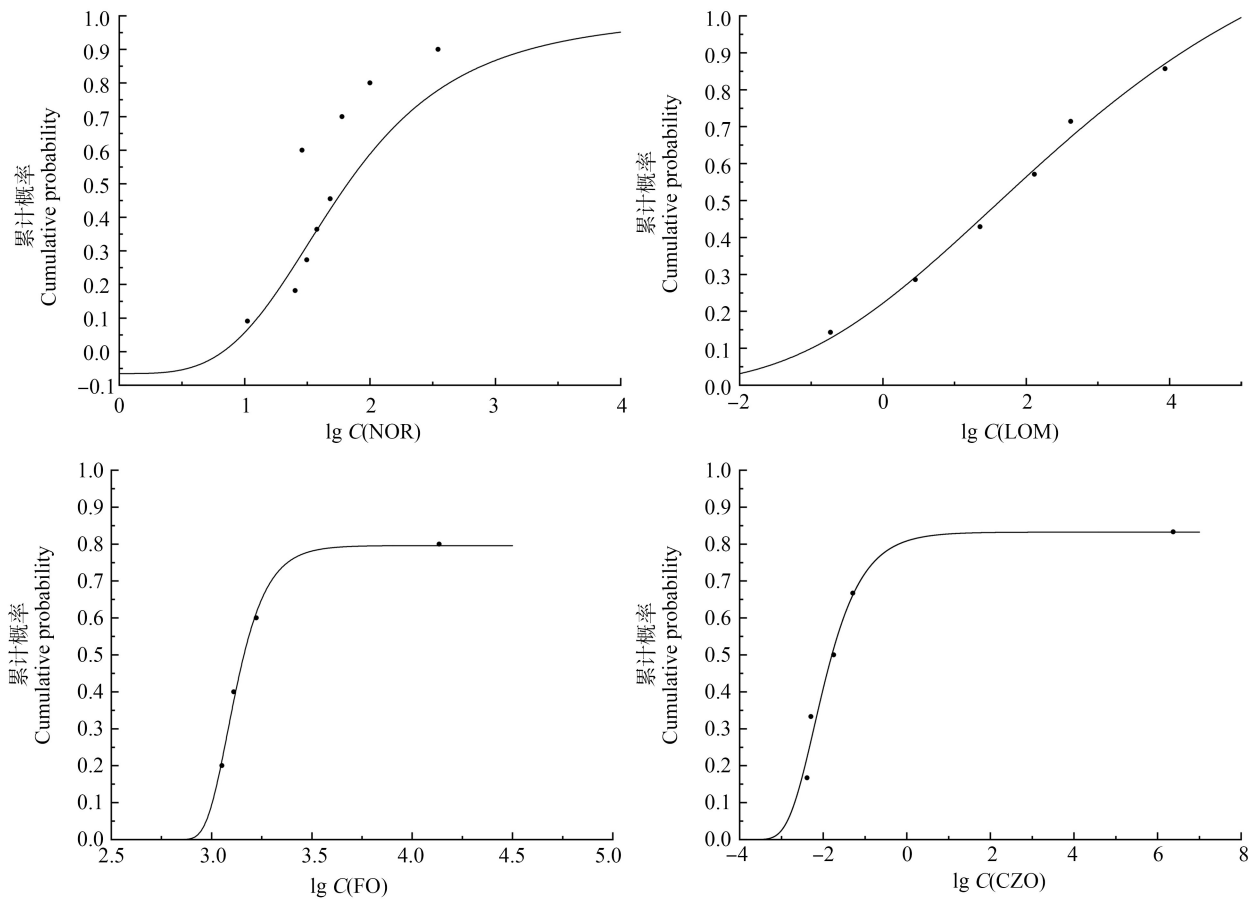 1.0
0.9
0.8
0.7
0.6
0.5
0.4
0.3
0.2
0.1
0.0
−0.1
累计概率
Cumulative probability
0 1 2 3 4
lg C(NOR)
1.0
0.9
0.8
0.7
0.6
0.5
0.4
0.3
0.2
0.1
0.0
累计概率
Cumulative probability
−2 0 2 4
lg C(LOM)
1.0
0.9
0.8
0.7
0.6
0.5
0.4
0.3
0.2
0.1
0.0
累计概率
Cumulative probability
2.5 3.0 3.5 4.0 4.5 5.0
lg C(FO)
1.0
0.9
0.8
0.7
0.6
0.5
0.4
0.3
0.2
0.1
0.0
累计概率
Cumulative probability
−4 −2 0 2 4 6 8
lg C(CZO)